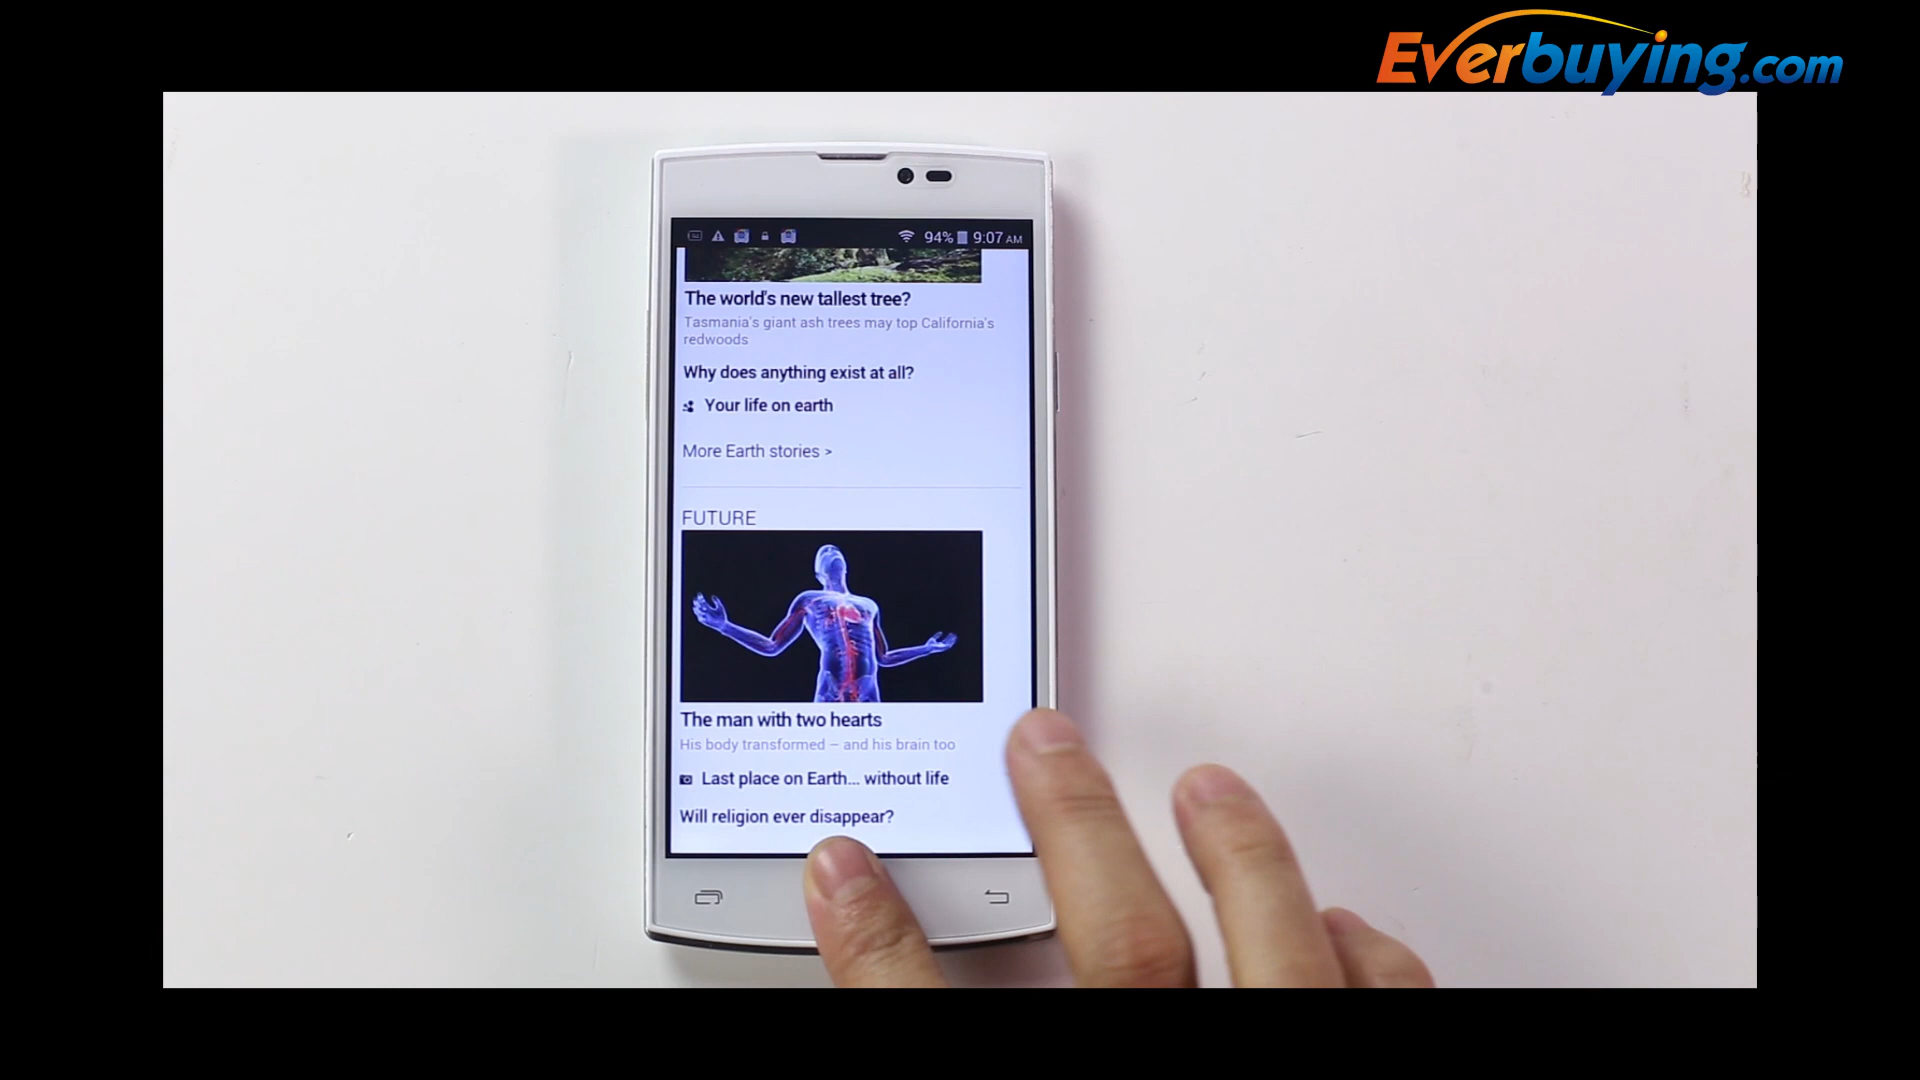 Everbuying.com
94% 9:07 AM
The world's new tallest tree?
Tasmania's giant ash trees may top California's
redwoods
Why does anything exist at all?
Your life on earth
More Earth stories >
FUTURE
The man with two hearts
His body transformed – and his brain too
Last place on Earth... without life
Will religion ever disappear?